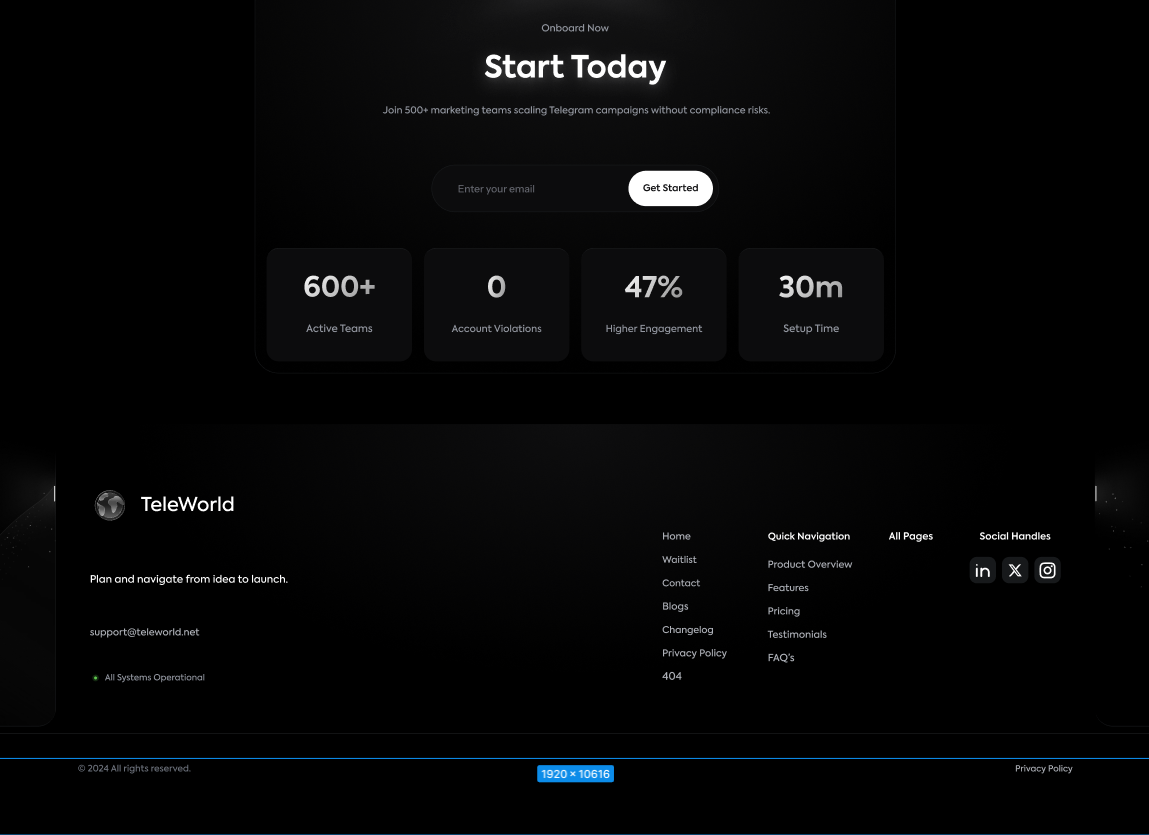 Onboard Now
Start Today
Join 500+ marketing teams scaling Telegram campaigns without compliance risks.
Enter your email
Get Started
600+
Active Teams
0
Account Violations
47%
Higher Engagement
30m
Setup Time
TeleWorld
Plan and navigate from idea to launch.
support@teleworld.net
All Systems Operational
Home
Waitlist
Contact
Blogs
Changelog
Privacy Policy
404
Quick Navigation
Product Overview
Features
Pricing
Testimonials
FAQ's
All Pages
Social Handles
in
X
© 2024 All rights reserved.
1920 × 10616
Privacy Policy